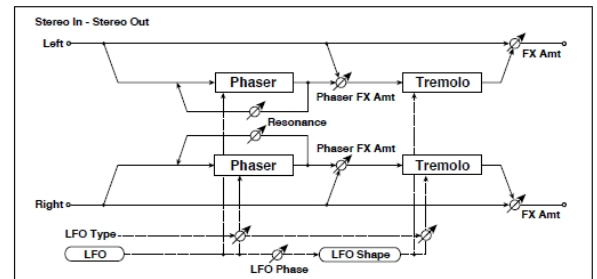 Stereo In - Stereo Out
Left
FX Amt
Phaser
Tremolo
Phaser FX Amt
Resonance
Phaser FX Amt
Phaser
Tremolo
Right
FX Amt
LFO Type
LFO
LFO Shape
LFO Phase